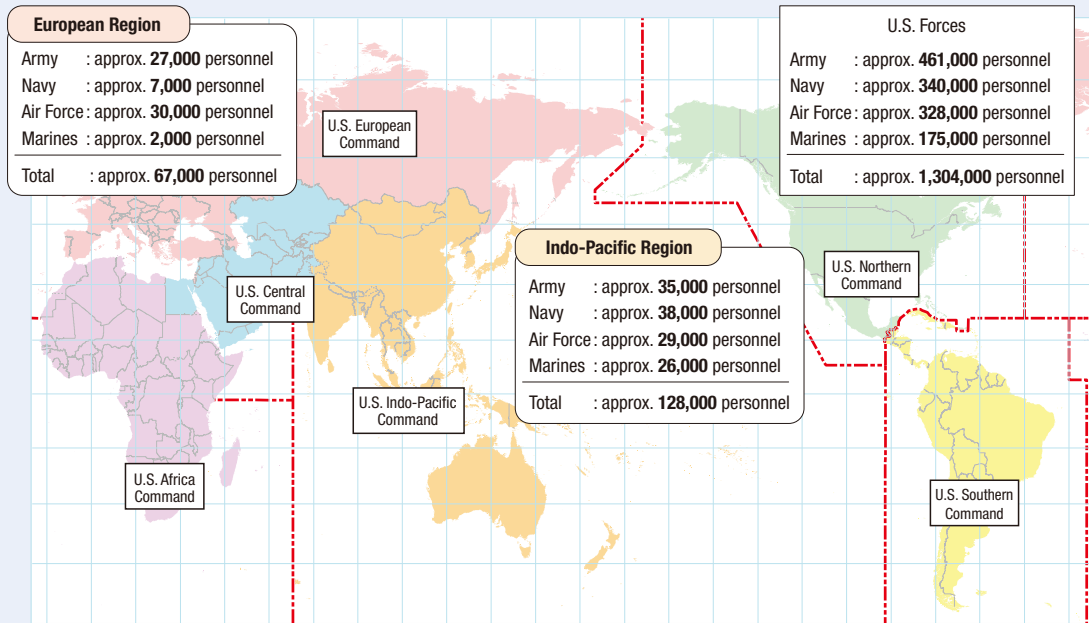 European Region
Army : approx. 27,000 personnel
Navy : approx. 7,000 personnel
Air Force : approx. 30,000 personnel
Marines : approx. 2,000 personnel
Total : approx. 67,000 personnel
U.S. Forces
Army : approx. 461,000 personnel
Navy : approx. 340,000 personnel
Air Force : approx. 328,000 personnel
Marines : approx. 175,000 personnel
Total : approx. 1,304,000 personnel
U.S. European
Command
Indo-Pacific Region
Army : approx. 35,000 personnel
Navy : approx. 38,000 personnel
Air Force : approx. 29,000 personnel
Marines : approx. 26,000 personnel
Total : approx. 128,000 personnel
U.S. Northern
Command
U.S. Central
Command
U.S. Indo-Pacific
Command
U.S. Africa
Command
U.S. Southern
Command